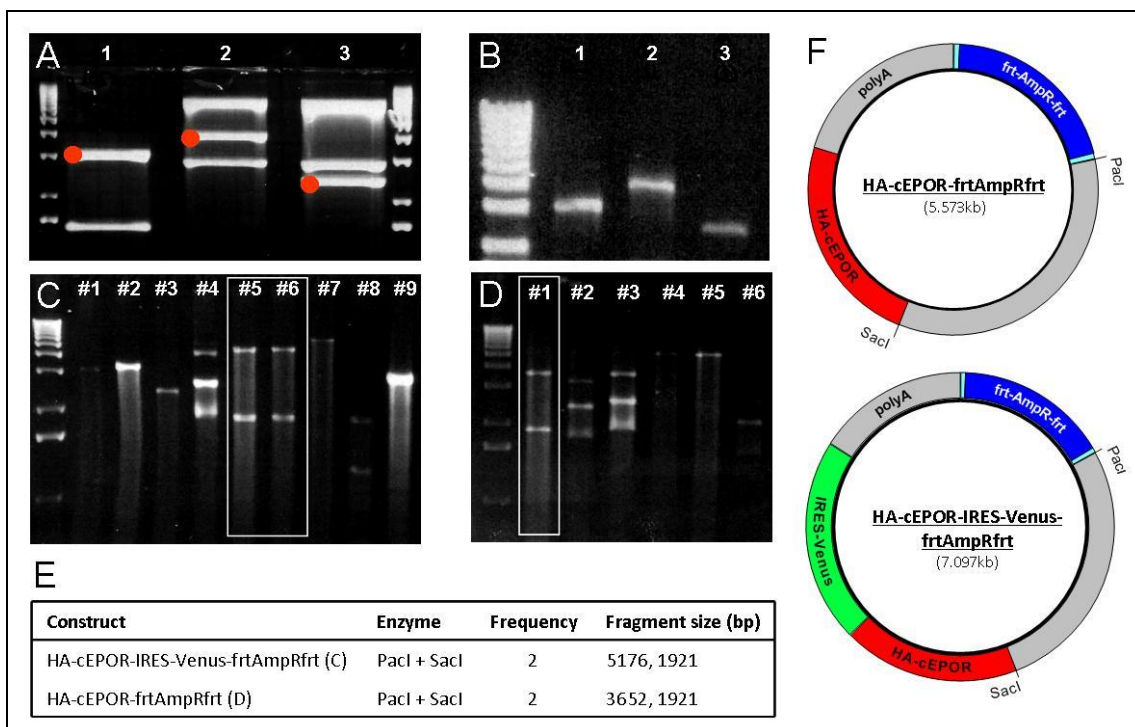 A
1 2 3
B
1 2 3
C
#1 #2 #3 #4 #5 #6 #7 #8 #9
D
#1 #2 #3 #4 #5 #6
E
Construct Enzyme Frequency Fragment size (bp)
HA-cEPOR-IRES-Venus-frtAmpRfrt (C) PacI + SacI 2 5176, 1921
HA-cEPOR-frtAmpRfrt (D) PacI + SacI 2 3652, 1921
F
polyA
frt-AmpR-frt
PacI
HA-cEPOR-frtAmpRfrt
(5.573kb)
HA-cEPOR
SacI
polyA
frt-AmpR-frt
PacI
IRES-Venus
HA-cEPOR-IRES-Venus-
frtAmpRfrt
(7.097kb)
HA-cEPOR
SacI